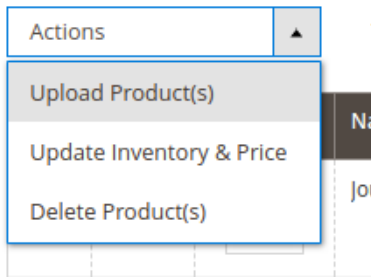 Actions
Upload Product(s)
Update Inventory & Price
Delete Product(s)